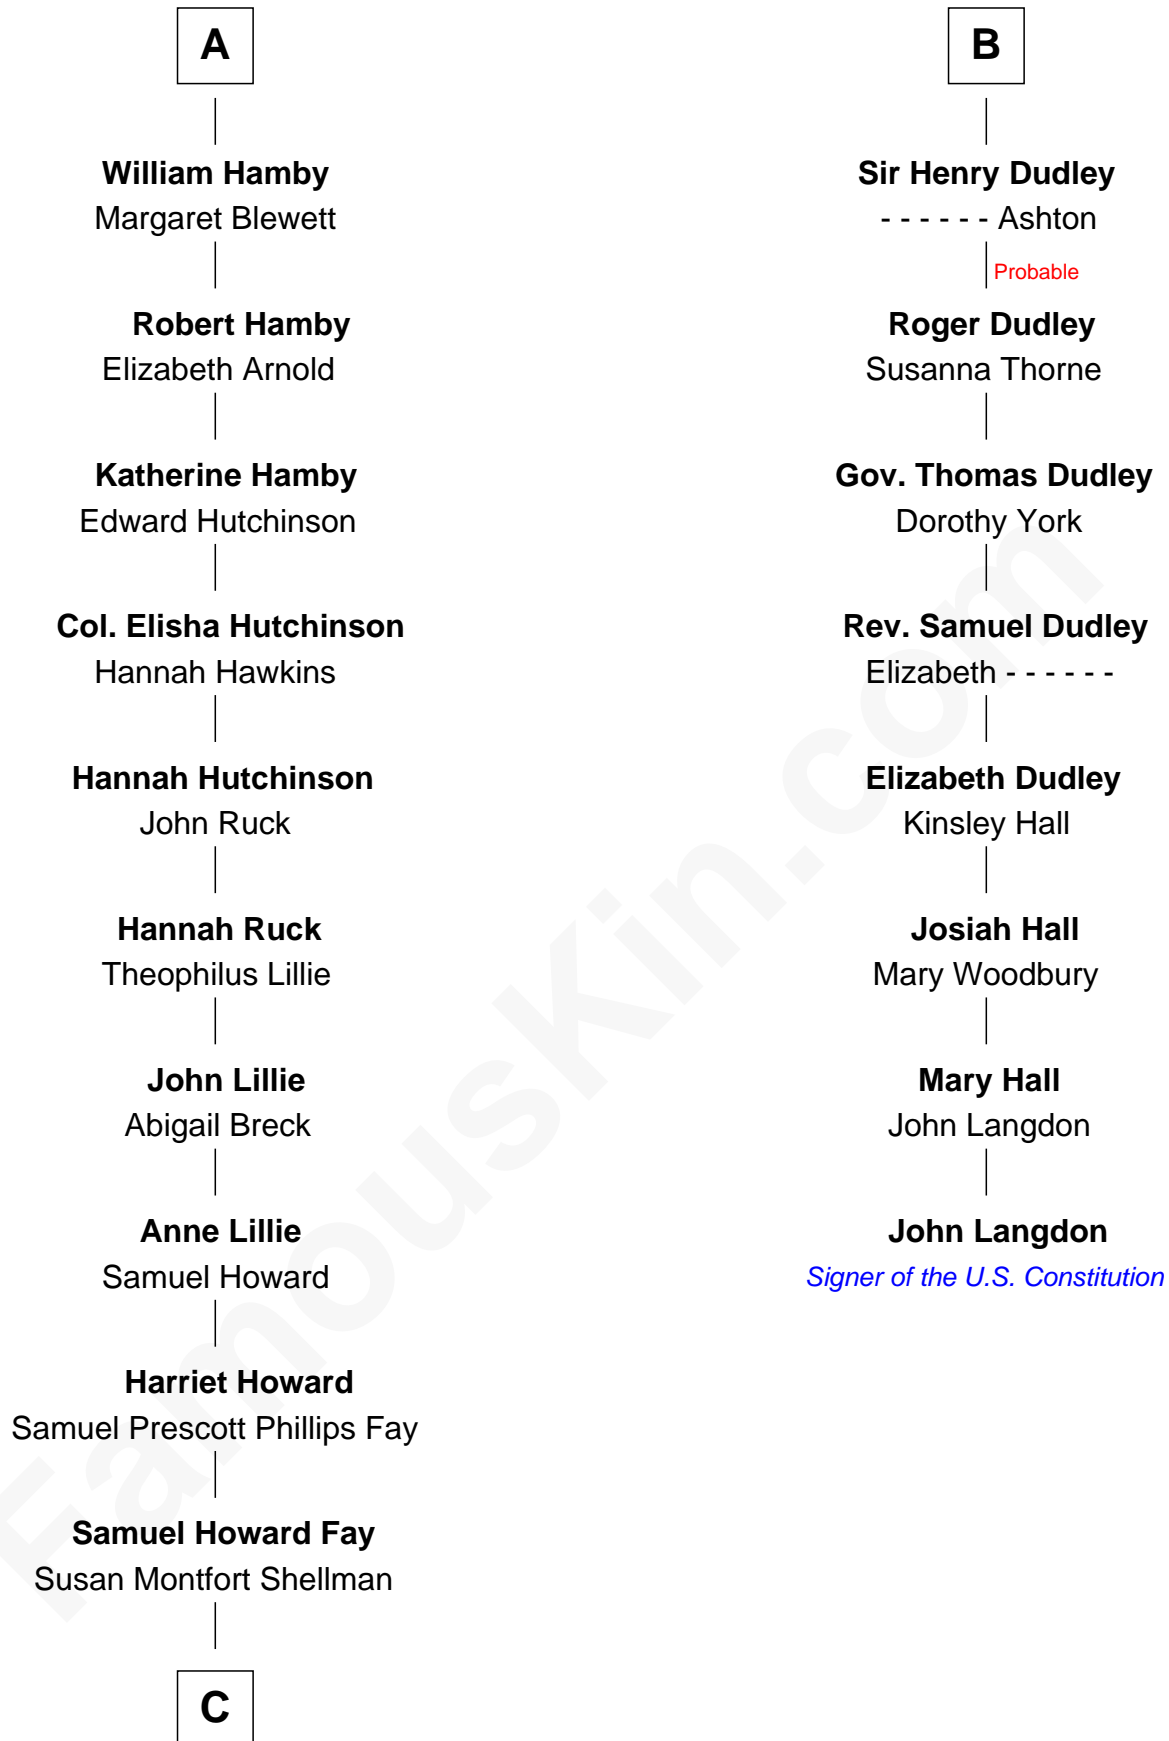 A
William Hamby
Margaret Blewett
Robert Hamby
Elizabeth Arnold
Katherine Hamby
Edward Hutchinson
Col. Elisha Hutchinson
Hannah Hawkins
Hannah Hutchinson
John Ruck
Hannah Ruck
Theophilus Lillie
John Lillie
Abigail Breck
Anne Lillie
Samuel Howard
Harriet Howard
Samuel Prescott Phillips Fay
Samuel Howard Fay
Susan Montfort Shellman
C
B
Sir Henry Dudley
- - - - - - Ashton
Probable
Roger Dudley
Susanna Thorne
Gov. Thomas Dudley
Dorothy York
Rev. Samuel Dudley
Elizabeth - - - - - -
Elizabeth Dudley
Kinsley Hall
Josiah Hall
Mary Woodbury
Mary Hall
John Langdon
John Langdon
Signer of the U.S. Constitution
FamousKin.com